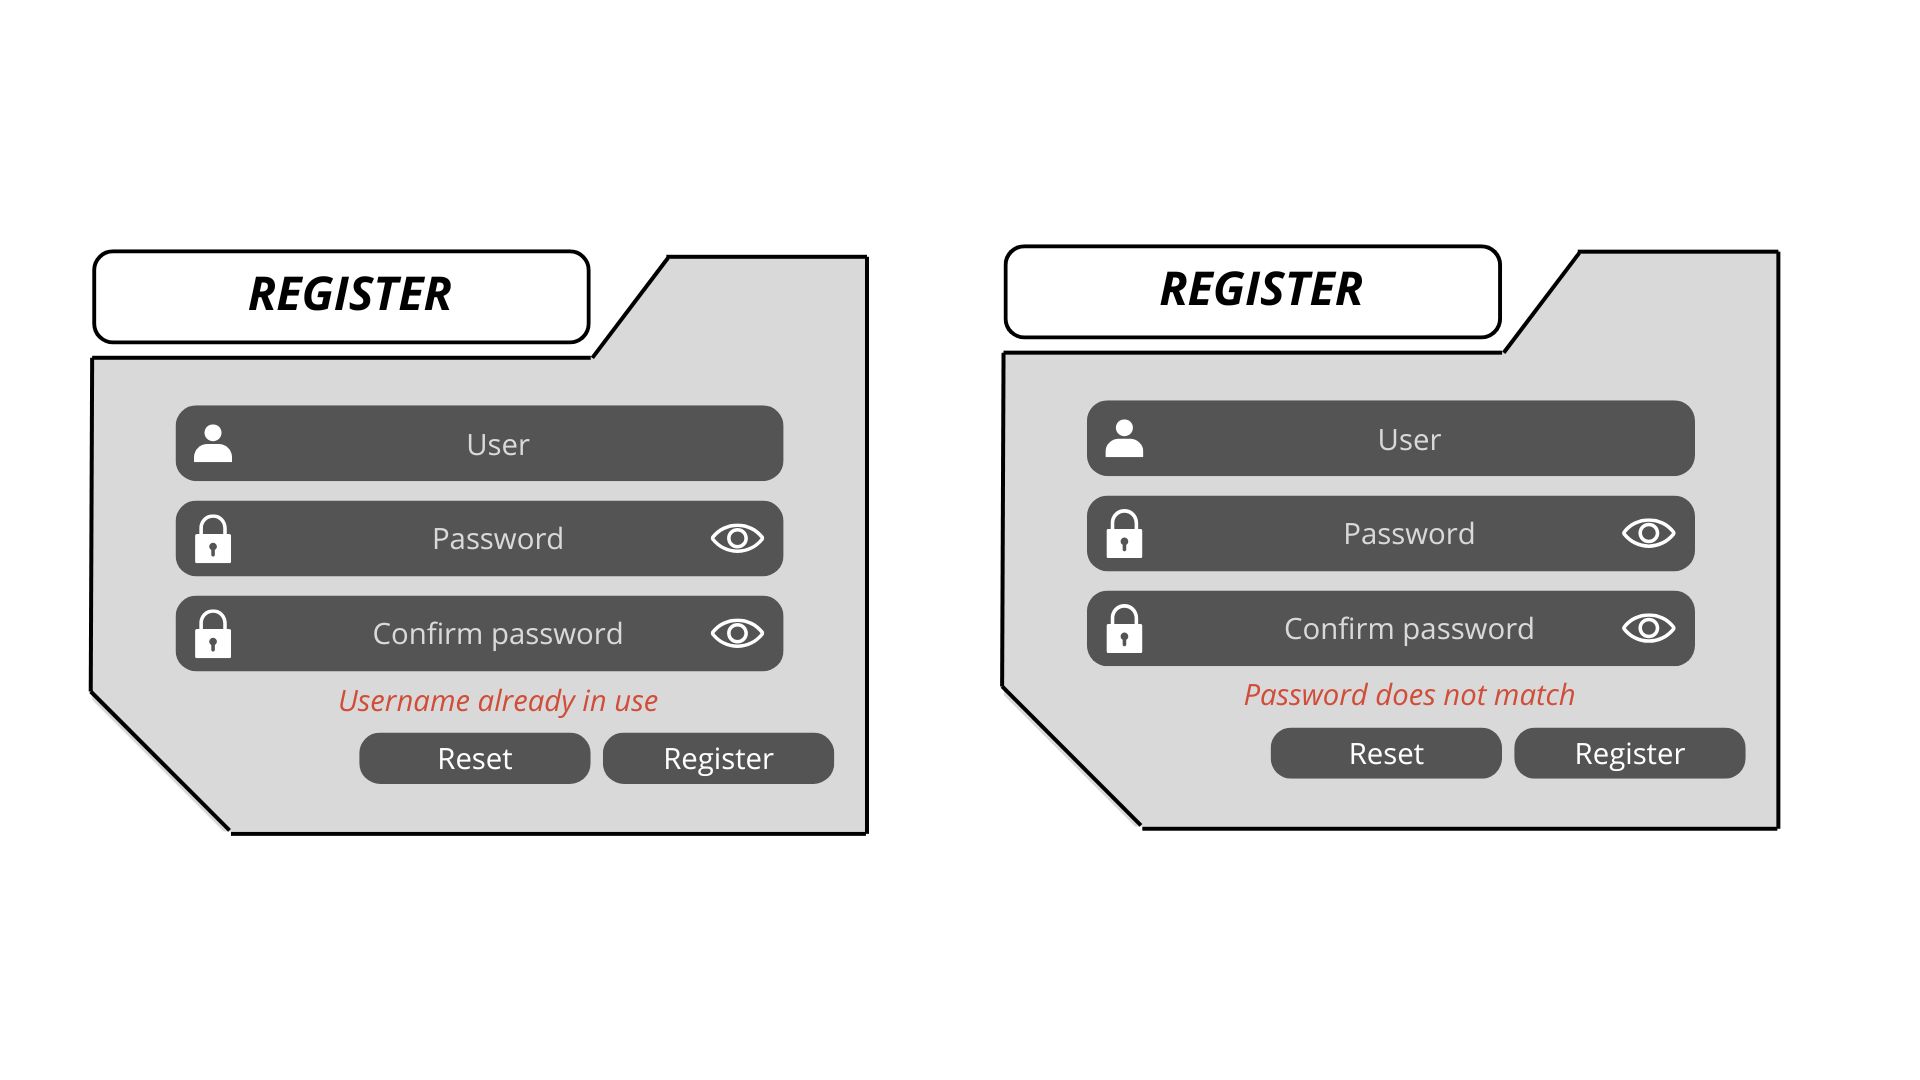 REGISTER
User
Password
Confirm password
Username already in use
Reset
Register
REGISTER
User
Password
Confirm password
Password does not match
Reset
Register